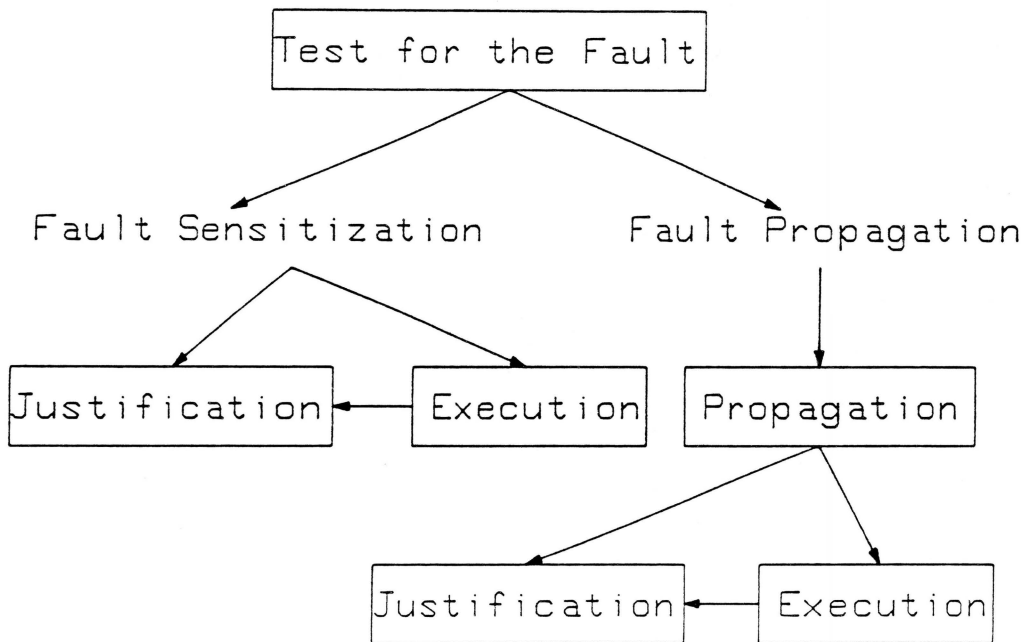 Test for the Fault
Fault Sensitization
Fault Propagation
Justification
Execution
Propagation
Justification
Execution